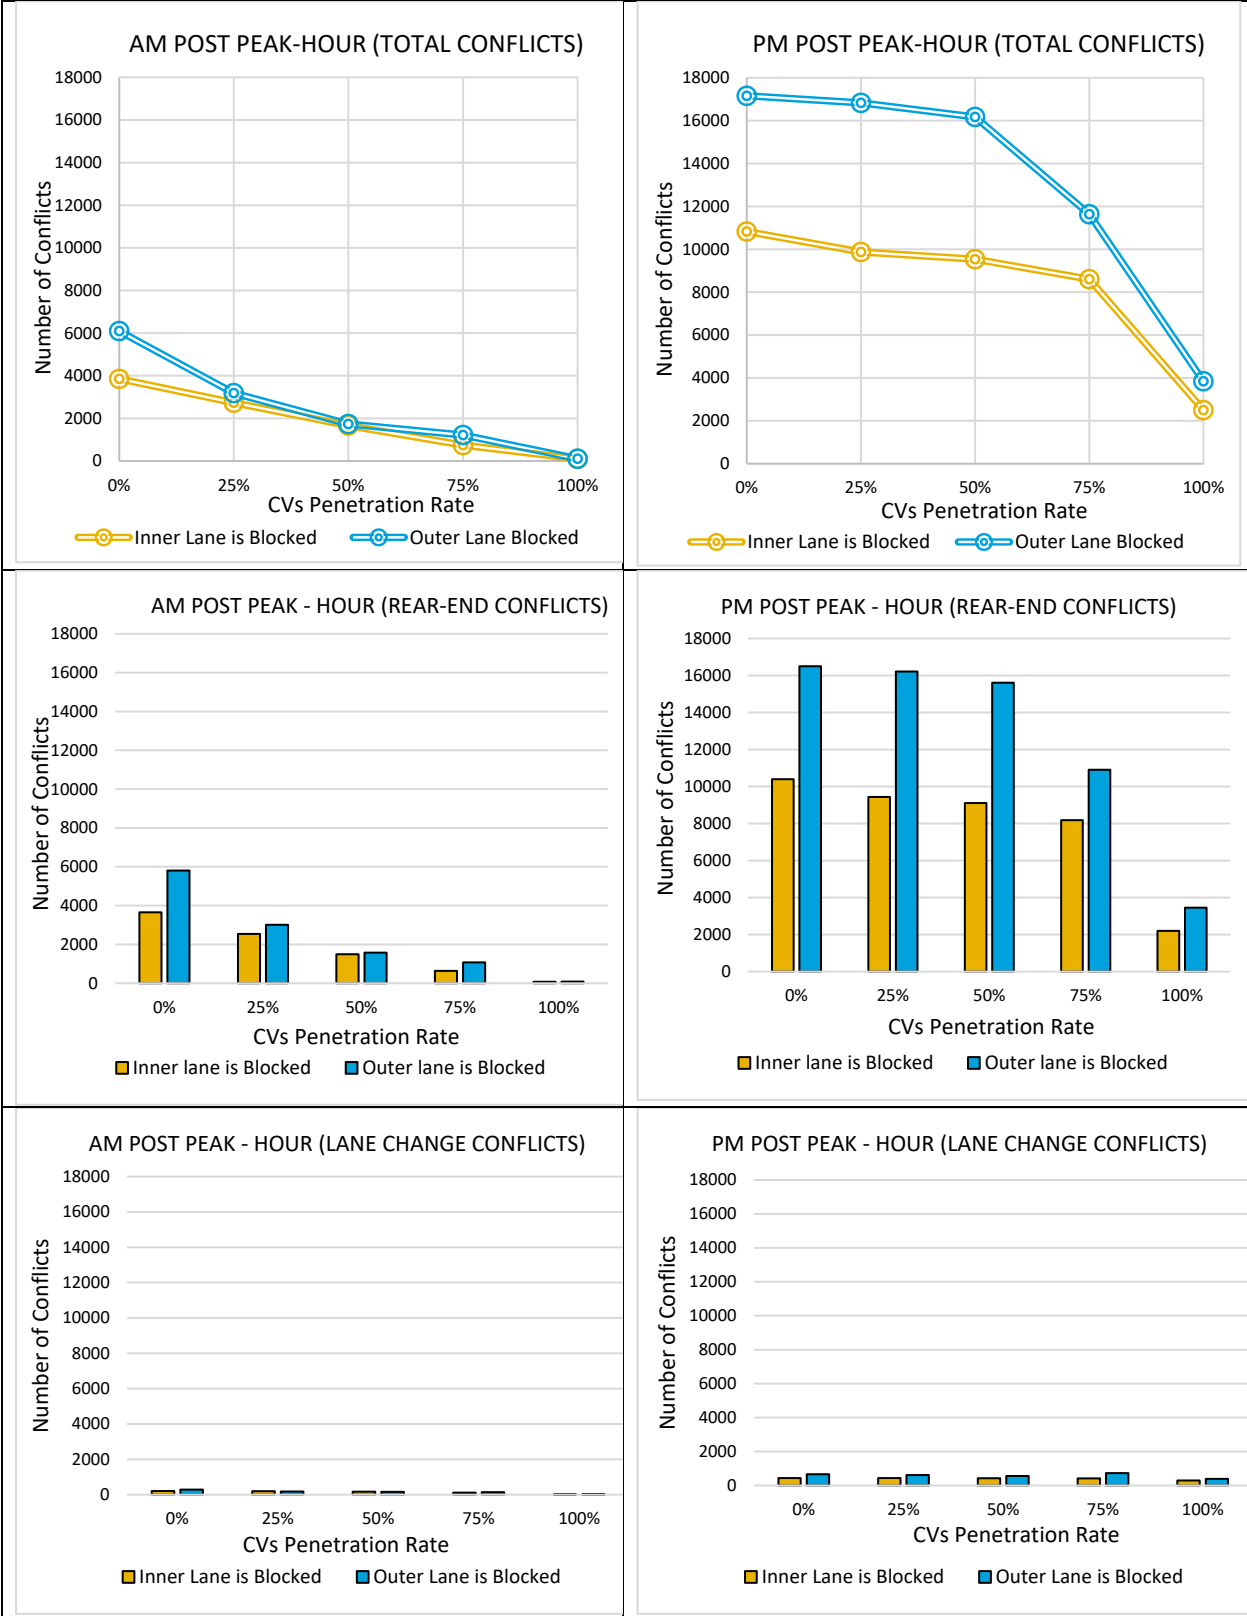 AM POST PEAK-HOUR (TOTAL CONFLICTS)
Number of Conflicts
18000
16000
14000
12000
10000
8000
6000
4000
2000
0
0% 25% 50% 75% 100%
CVs Penetration Rate
Inner Lane is Blocked Outer Lane Blocked
PM POST PEAK-HOUR (TOTAL CONFLICTS)
Number of Conflicts
18000
16000
14000
12000
10000
8000
6000
4000
2000
0
0% 25% 50% 75% 100%
CVs Penetration Rate
Inner Lane is Blocked Outer Lane Blocked
AM POST PEAK - HOUR (REAR-END CONFLICTS)
Number of Conflicts
18000
16000
14000
12000
10000
8000
6000
4000
2000
0
0% 25% 50% 75% 100%
CVs Penetration Rate
Inner lane is Blocked Outer lane is Blocked
PM POST PEAK - HOUR (REAR-END CONFLICTS)
Number of Conflicts
18000
16000
14000
12000
10000
8000
6000
4000
2000
0
0% 25% 50% 75% 100%
CVs Penetration Rate
Inner lane is Blocked Outer lane is Blocked
AM POST PEAK - HOUR (LANE CHANGE CONFLICTS)
Number of Conflicts
18000
16000
14000
12000
10000
8000
6000
4000
2000
0
0% 25% 50% 75% 100%
CVs Penetration Rate
Inner Lane is Blocked Outer Lane is Blocked
PM POST PEAK - HOUR (LANE CHANGE CONFLICTS)
Number of Conflicts
18000
16000
14000
12000
10000
8000
6000
4000
2000
0
0% 25% 50% 75% 100%
CVs Penetration Rate
Inner Lane is Blocked Outer Lane is Blocked